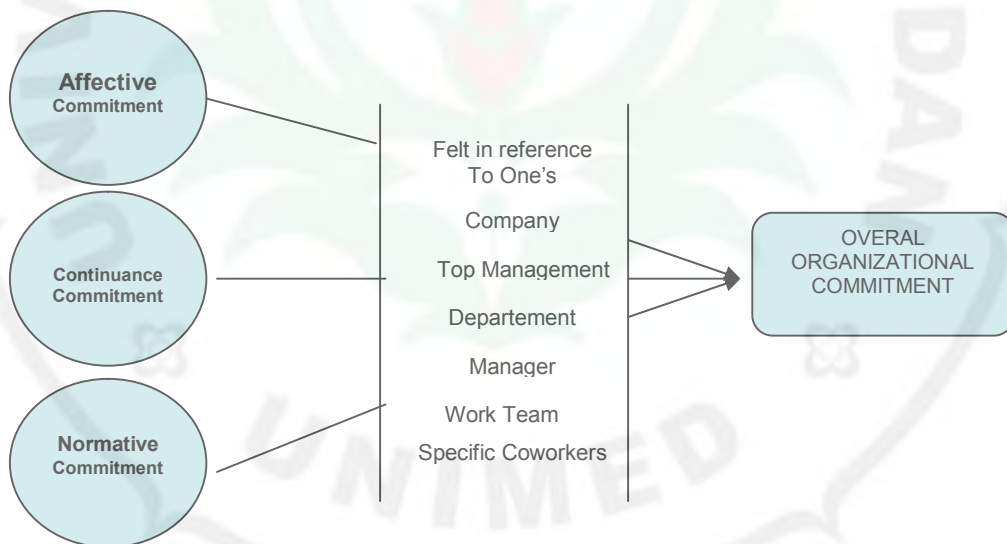 Affective
Commitment
Continuance
Commitment
Normative
Commitment
Felt in reference
To One's
Company
Top Management
Departement
Manager
Work Team
Specific Coworkers
OVERAL
ORGANIZATIONAL
COMMITMENT
UNIMED